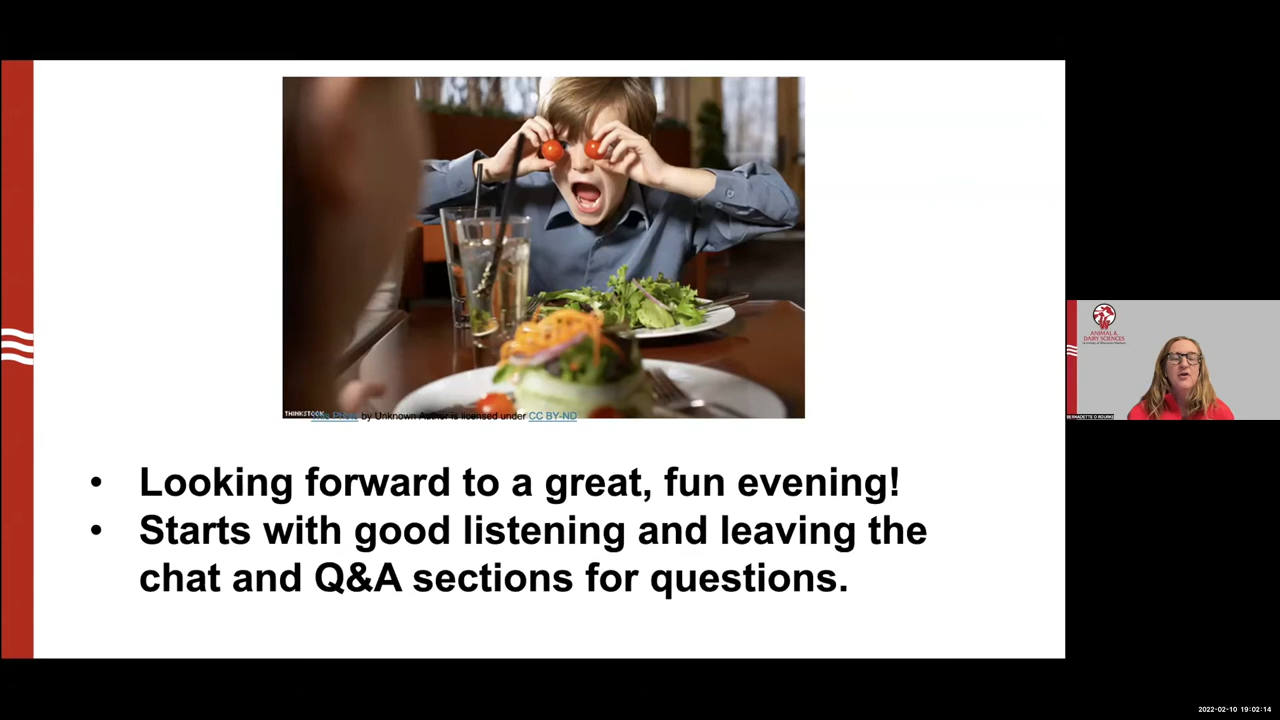 THINKSTOCK
This Photo by Unknown Author is licensed under CC BY-ND
• Looking forward to a great, fun evening!
• Starts with good listening and leaving the
chat and Q&A sections for questions.
ANIMAL &
DAIRY SCIENCES
BERNADETTE O ROURKE
2022-02-10 19:02:14